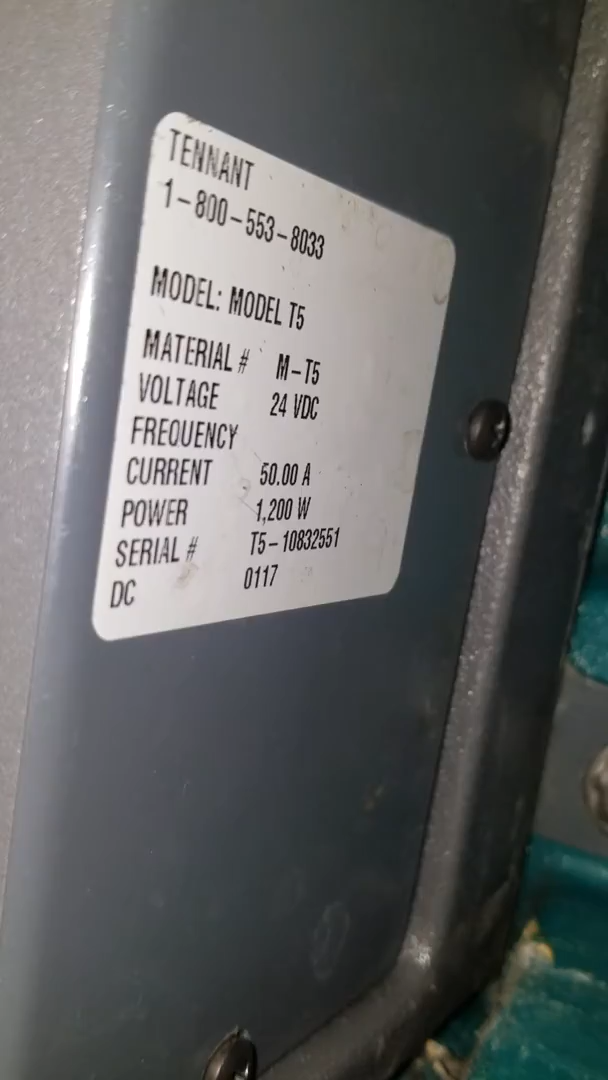 TENNANT
1-800-553-8033
MODEL: MODEL T5
MATERIAL # M-T5
VOLTAGE 24 VDC
FREQUENCY
CURRENT 50.00 A
POWER 1,200 W
SERIAL # T5-10832551
DC 0117